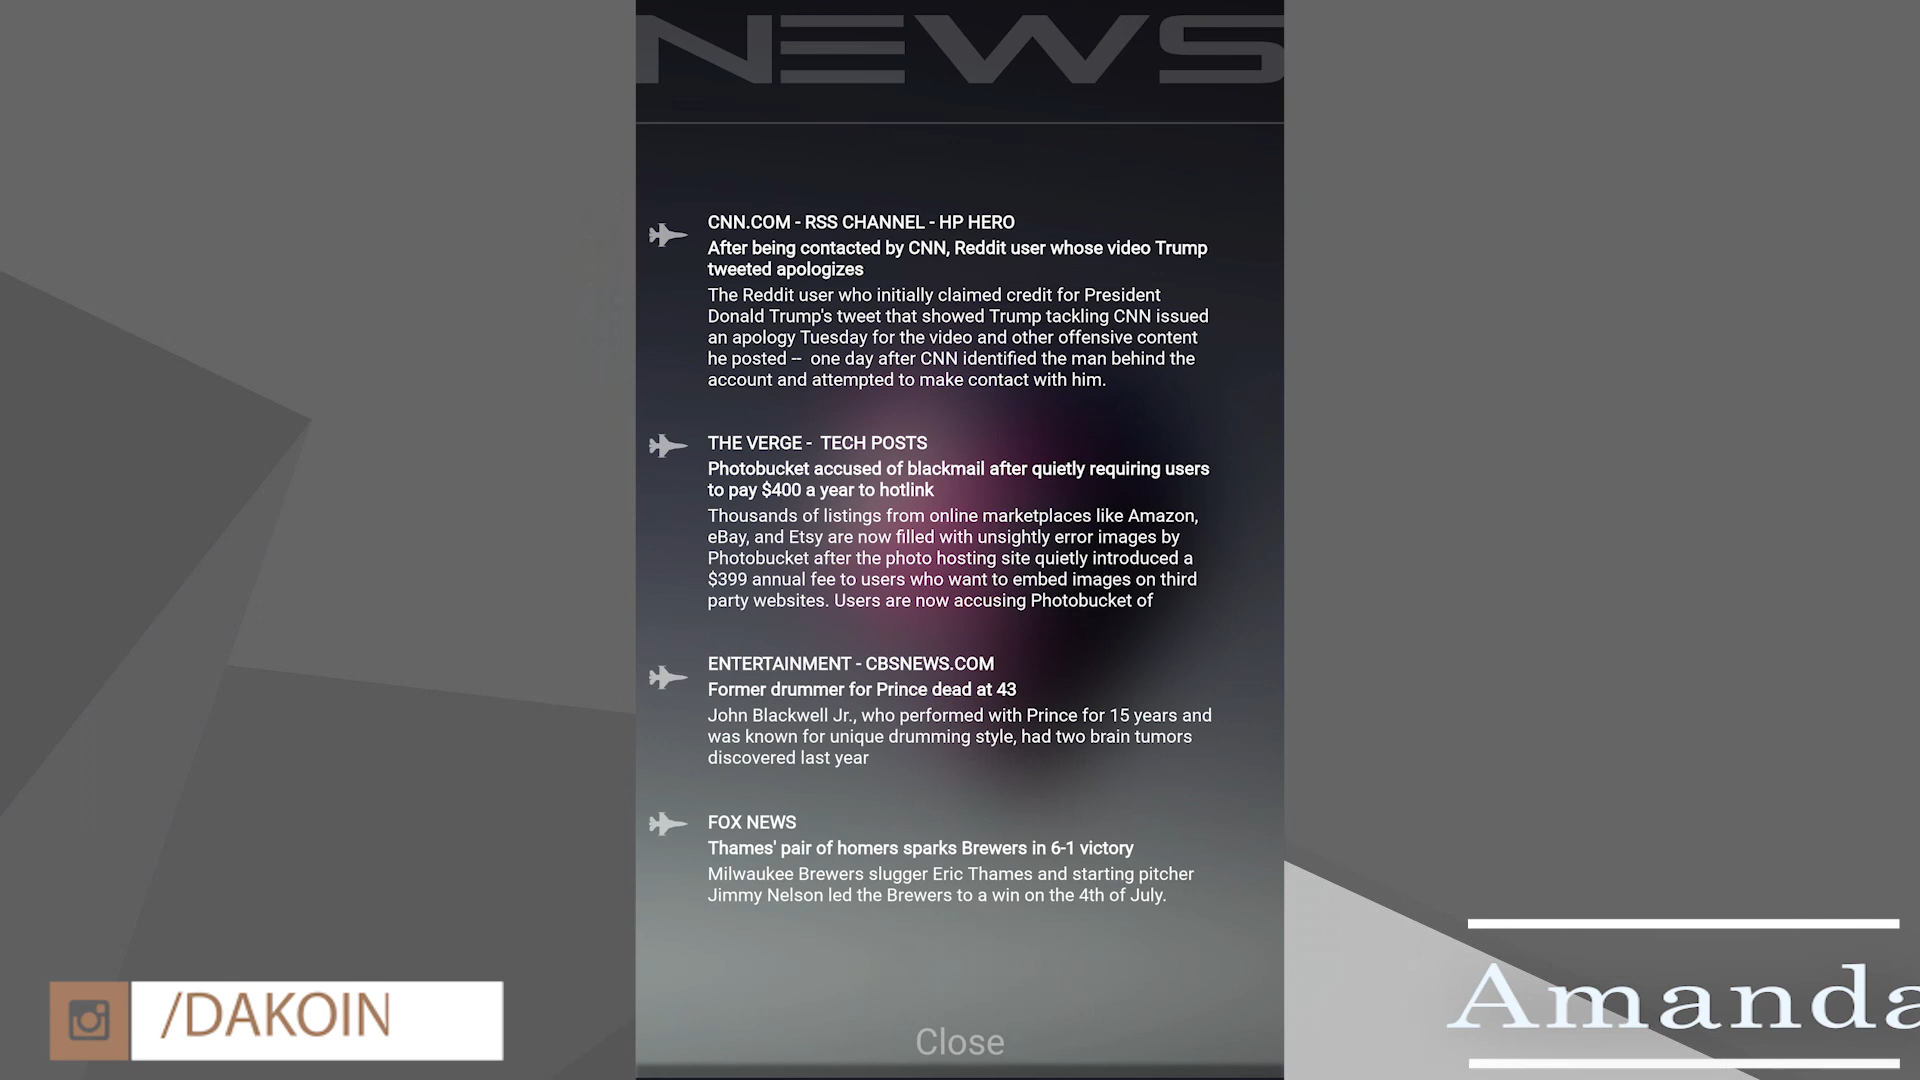 NEWS
CNN.COM - RSS CHANNEL - HP HERO
After being contacted by CNN, Reddit user whose video Trump
tweeted apologizes
The Reddit user who initially claimed credit for President
Donald Trump's tweet that showed Trump tackling CNN issued
an apology Tuesday for the video and other offensive content
he posted --  one day after CNN identified the man behind the
account and attempted to make contact with him.
THE VERGE -  TECH POSTS
Photobucket accused of blackmail after quietly requiring users
to pay $400 a year to hotlink
Thousands of listings from online marketplaces like Amazon,
eBay, and Etsy are now filled with unsightly error images by
Photobucket after the photo hosting site quietly introduced a
$399 annual fee to users who want to embed images on third
party websites. Users are now accusing Photobucket of
ENTERTAINMENT - CBSNEWS.COM
Former drummer for Prince dead at 43
John Blackwell Jr., who performed with Prince for 15 years and
was known for unique drumming style, had two brain tumors
discovered last year
FOX NEWS
Thames' pair of homers sparks Brewers in 6-1 victory
Milwaukee Brewers slugger Eric Thames and starting pitcher
Jimmy Nelson led the Brewers to a win on the 4th of July.
Close
/DAKOIN
Amanda